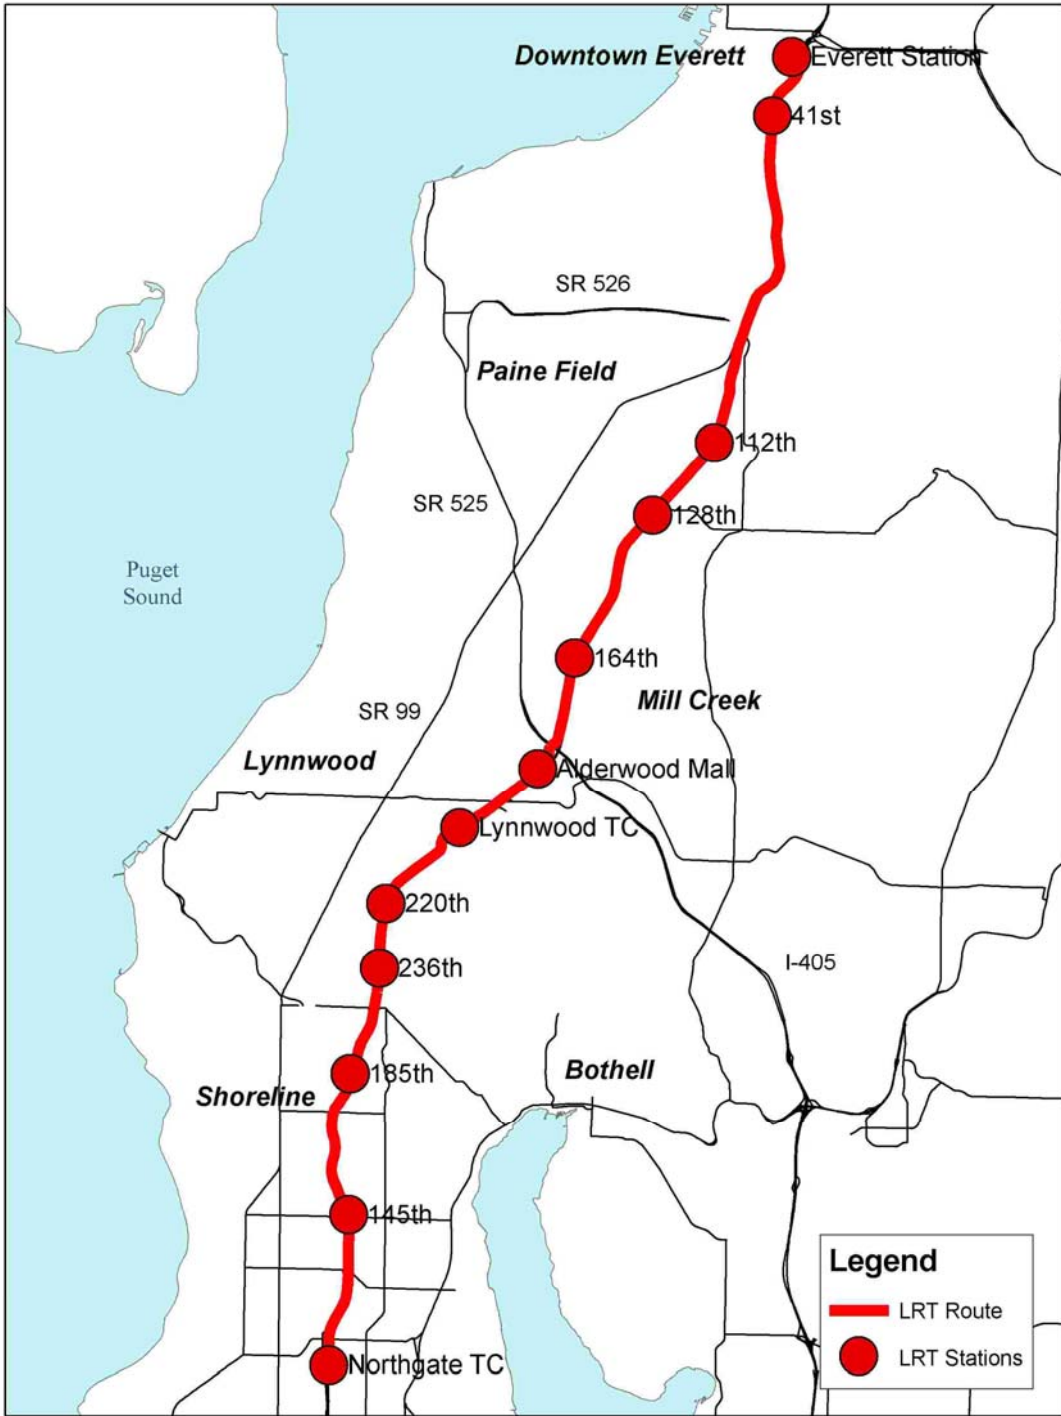 Downtown Everett
Everett Station
41st
SR 526
Paine Field
112th
SR 525
128th
Puget
Sound
164th
Mill Creek
SR 99
Lynnwood
Alderwood Mall
Lynnwood TC
220th
236th
I-405
Bothell
185th
Shoreline
145th
Legend
LRT Route
LRT Stations
Northgate TC